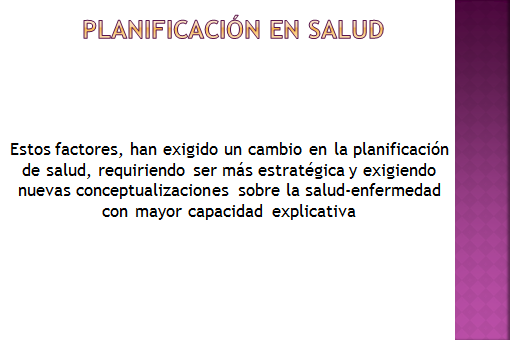 PLANIFICACIÓN EN SALUD
Estos factores, han exigido un cambio en la planificación
de salud, requiriendo ser más estratégica y exigiendo
nuevas conceptualizaciones sobre la salud-enfermedad
con mayor capacidad explicativa